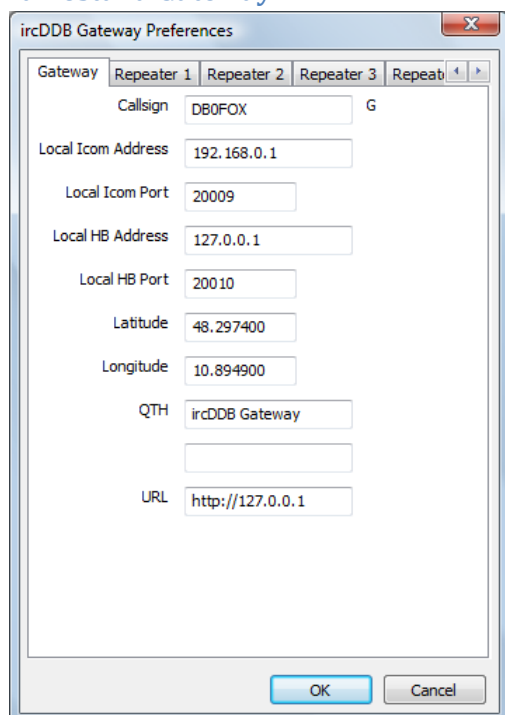 ircDDB Gateway Preferences
Gateway Repeater 1 Repeater 2 Repeater 3
Callsign DB0FOX G
Local Icom Address 192.168.0.1
Local Icom Port 20009
Local HB Address 127.0.0.1
Local HB Port 20010
Latitude 48.297400
Longitude 10.894900
QTH ircDDB Gateway
URL http://127.0.0.1
OK Cancel